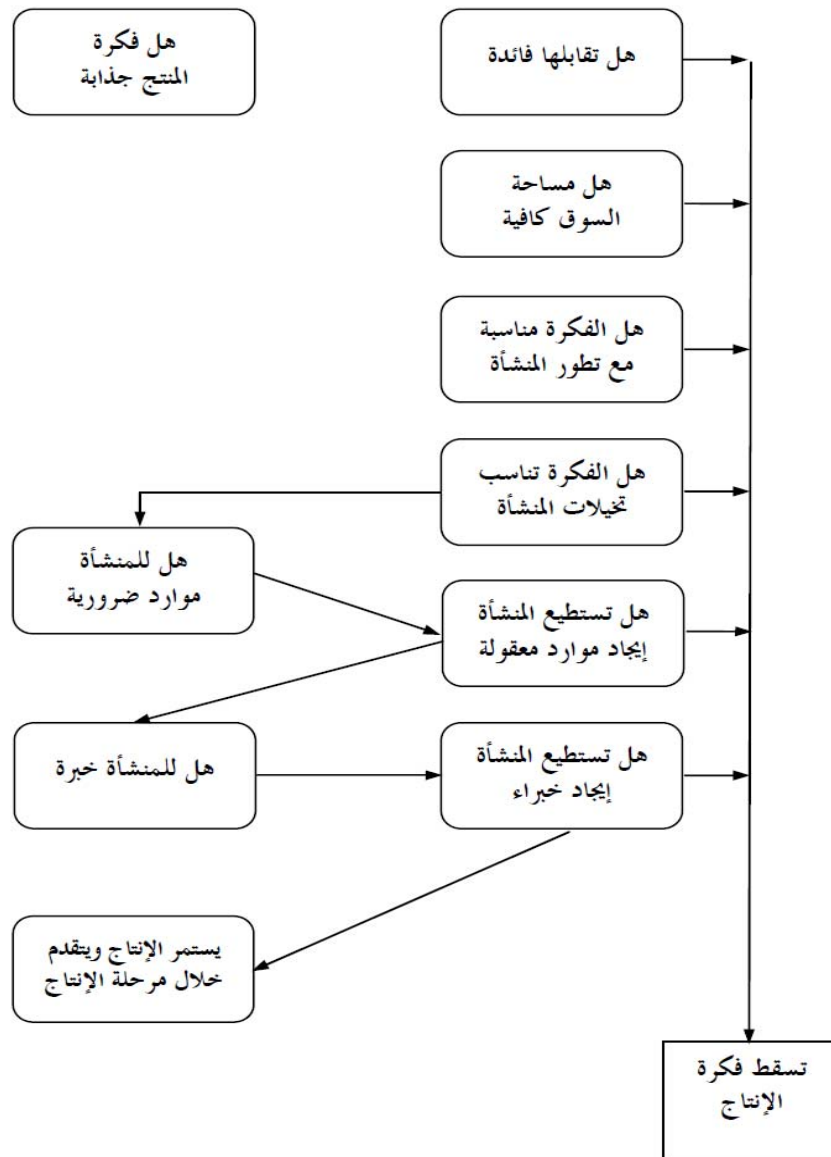 هل فكرة
المنتج جذابة
هل تقابلها فائدة
هل مساحة
السوق كافية
هل الفكرة مناسبة
مع تطور المنشأة
هل الفكرة تناسب
تخيلات المنشأة
هل للمنشأة
موارد ضرورية
هل تستطيع المنشأة
إيجاد موارد معقولة
هل للمنشأة خبرة
هل تستطيع المنشأة
إيجاد خبراء
يستمر الإنتاج ويتقدم
خلال مرحلة الإنتاج
تسقط فكرة
الإنتاج